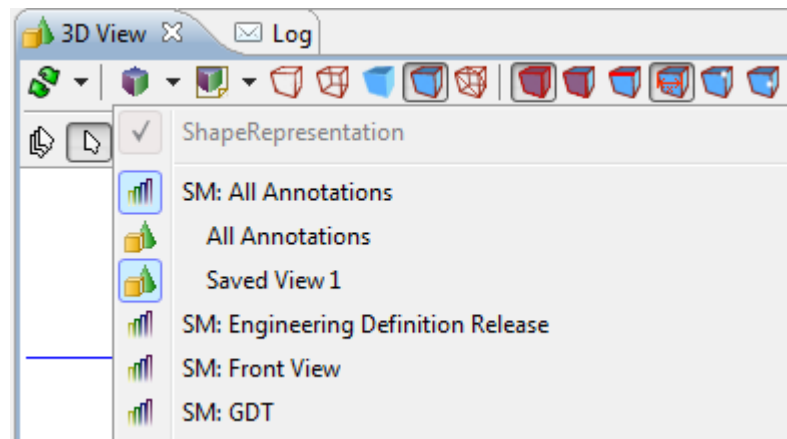 3D View Log
ShapeRepresentation
SM: All Annotations
All Annotations
Saved View 1
SM: Engineering Definition Release
SM: Front View
SM: GDT